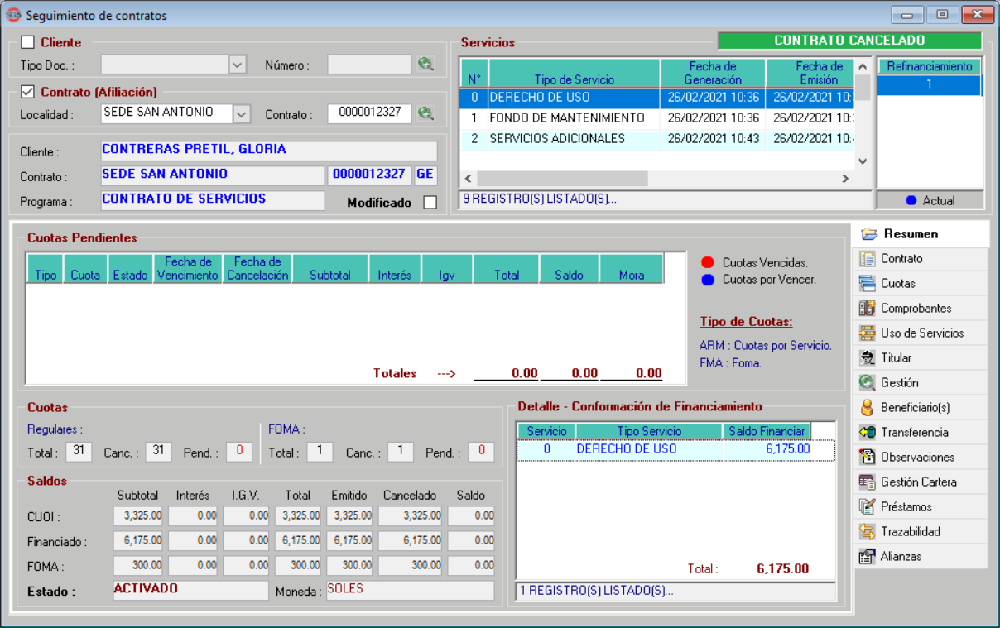 SG5 Seguimiento de contratos
Cliente
Tipo Doc. : Número :
Contrato (Afiliación)
Localidad : SEDE SAN ANTONIO Contrato : 0000012327
Cliente : CONTRERAS PRETIL, GLORIA
Contrato : SEDE SAN ANTONIO 0000012327 GE
Programa : CONTRATO DE SERVICIOS Modificado
Servicios CONTRATO CANCELADO
N° Tipo de Servicio Fecha de Generación Fecha de Emisión
0 DERECHO DE USO 26/02/2021 10:36 26/02/2021 10:
1 FONDO DE MANTENIMIENTO 26/02/2021 10:36 26/02/2021 10:
2 SERVICIOS ADICIONALES 26/02/2021 10:43 26/02/2021 10:
9 REGISTRO(S) LISTADO(S)...
Refinanciamiento
1
Actual
Cuotas Pendientes
Tipo Cuota Estado Fecha de Vencimiento Fecha de Cancelación Subtotal Interés Igv Total Saldo Mora
Totales ---> 0.00 0.00 0.00
Cuotas Vencidas.
Cuotas por Vencer.
Tipo de Cuotas:
ARM : Cuotas por Servicio.
FMA : Foma.
Cuotas
Regulares : FOMA :
Total : 31 Canc. : 31 Pend. : 0 Total : 1 Canc. : 1 Pend. : 0
Saldos
Subtotal Interés I.G.V. Total Emitido Cancelado Saldo
CUOI : 3,325.00 0.00 0.00 3,325.00 3,325.00 3,325.00 0.00
Financiado : 6,175.00 0.00 0.00 6,175.00 6,175.00 6,175.00 0.00
FOMA : 300.00 0.00 0.00 300.00 300.00 300.00 0.00
Estado : ACTIVADO Moneda : SOLES
Detalle - Conformación de Financiamiento
Servicio Tipo Servicio Saldo Financiar
0 DERECHO DE USO 6,175.00
Total : 6,175.00
1 REGISTRO(S) LISTADO(S)...
Resumen
Contrato
Cuotas
Comprobantes
Uso de Servicios
Titular
Gestión
Beneficiario(s)
Transferencia
Observaciones
Gestión Cartera
Préstamos
Trazabilidad
Alianzas